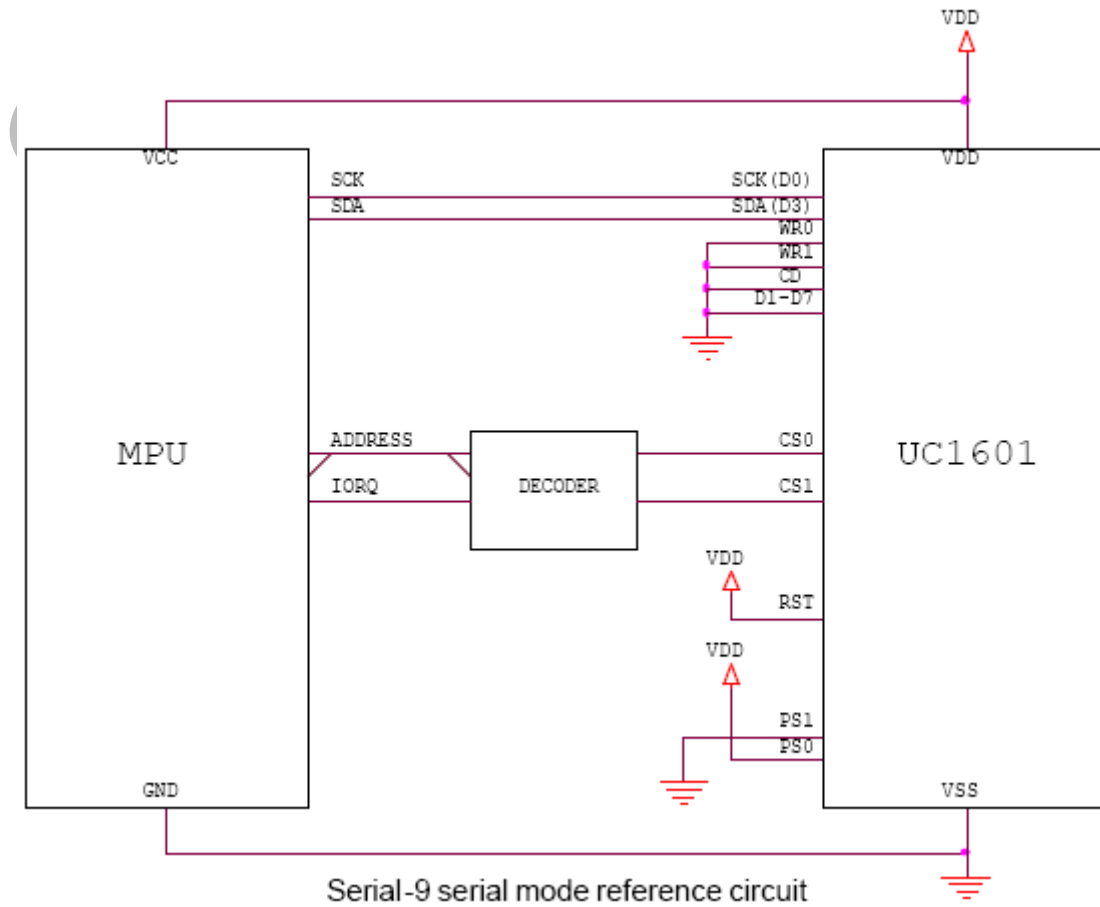 VDD
VCC
VDD
SCK
SCK(D0)
SDA
SDA(D3)
WR0
WR1
CD
D1-D7
ADDRESS
CS0
MPU
UC1601
IORQ
DECODER
CS1
VDD
RST
VDD
PS1
PS0
GND
VSS
Serial-9 serial mode reference circuit